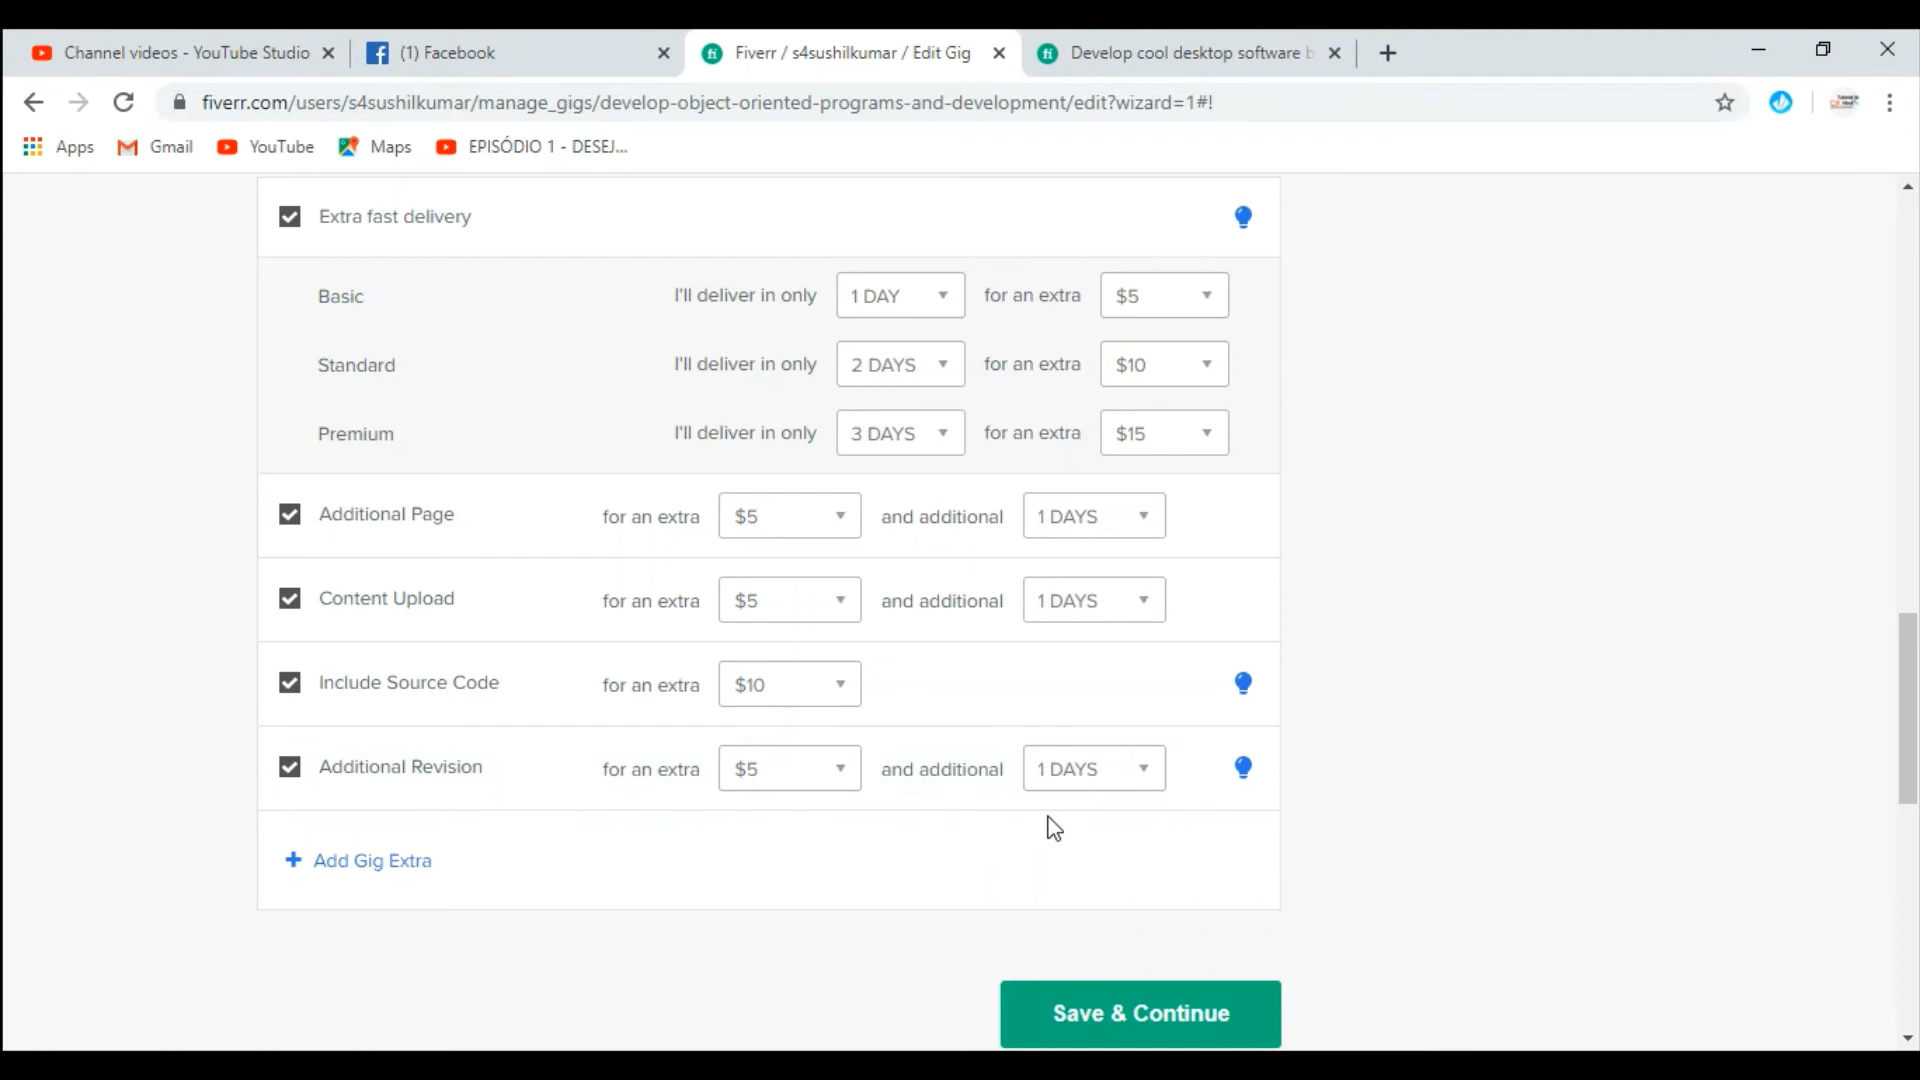 Channel videos - YouTube Studio
(1) Facebook
Fiverr / s4sushilkumar / Edit Gig
Develop cool desktop software b
fiverr.com/users/s4sushilkumar/manage_gigs/develop-object-oriented-programs-and-development/edit?wizard=1#!
Apps
Gmail
YouTube
Maps
EPISÓDIO 1 - DESEJ...
Extra fast delivery
Basic I'll deliver in only 1 DAY for an extra $5
Standard I'll deliver in only 2 DAYS for an extra $10
Premium I'll deliver in only 3 DAYS for an extra $15
Additional Page for an extra $5 and additional 1 DAYS
Content Upload for an extra $5 and additional 1 DAYS
Include Source Code for an extra $10
Additional Revision for an extra $5 and additional 1 DAYS
+ Add Gig Extra
Save & Continue